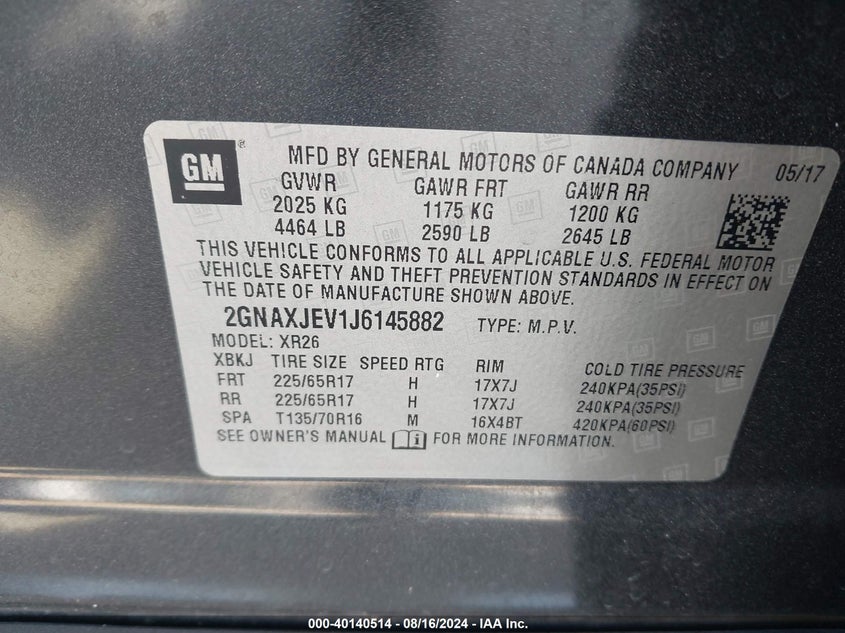 GM
MFD BY GENERAL MOTORS OF CANADA COMPANY 05/17
GVWR GAWR FRT GAWR RR
2025 KG 1175 KG 1200 KG
4464 LB 2590 LB 2645 LB
THIS VEHICLE CONFORMS TO ALL APPLICABLE U.S. FEDERAL MOTOR
VEHICLE SAFETY AND THEFT PREVENTION STANDARDS IN EFFECT ON
THE DATE OF MANUFACTURE SHOWN ABOVE.
2GNAXJEV1J6145882 TYPE: M.P.V.
MODEL: XR26
XBKJ TIRE SIZE SPEED RTG RIM COLD TIRE PRESSURE
FRT 225/65R17 H 17X7J 240KPA(35PSI)
RR 225/65R17 H 17X7J 240KPA(35PSI)
SPA T135/70R16 M 16X4BT 420KPA(60PSI)
SEE OWNER'S MANUAL FOR MORE INFORMATION.
000-40140514 - 08/16/2024 - IAA Inc.